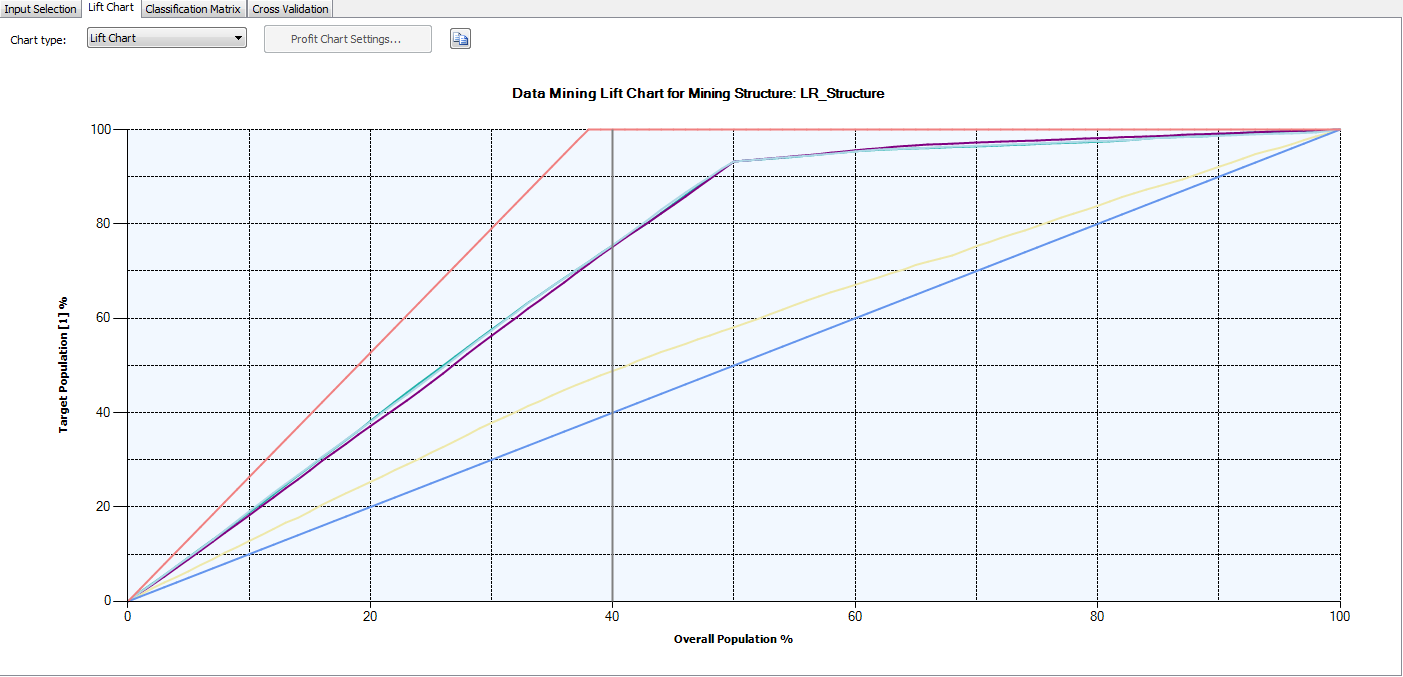 Input Selection Lift Chart Classification Matrix Cross Validation
Chart type: Lift Chart Profit Chart Settings...
Data Mining Lift Chart for Mining Structure: LR_Structure
100
80
60
40
20
0
Target Population [1] %
0 20 40 60 80 100
Overall Population %